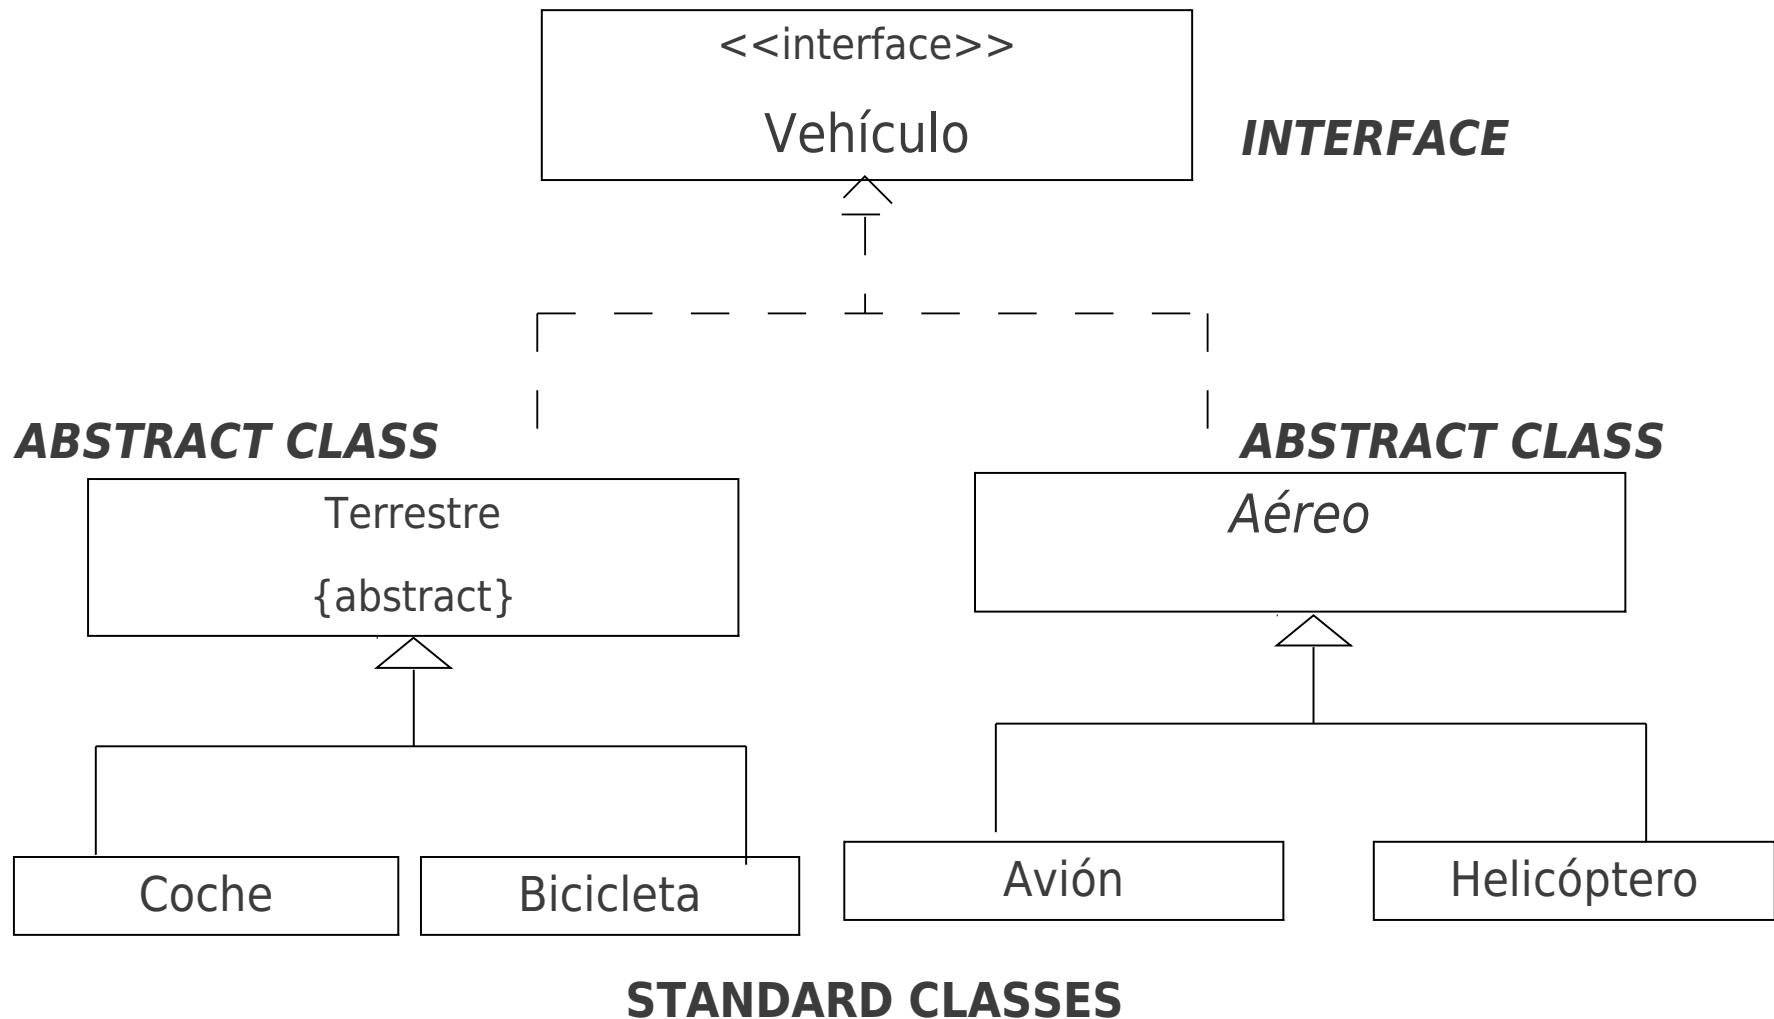 <<interface>>
Vehículo
INTERFACE
ABSTRACT CLASS
ABSTRACT CLASS
Terrestre
{abstract}
Aéreo
Coche
Bicicleta
Avión
Helicóptero
STANDARD CLASSES